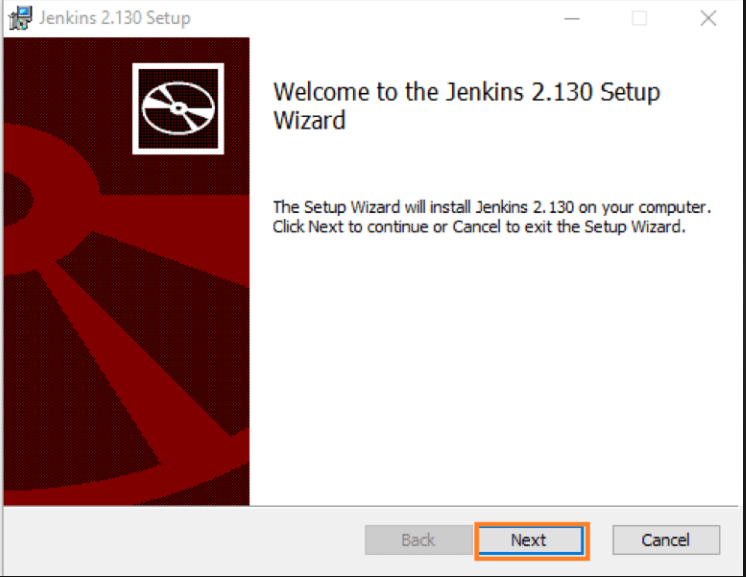 Jenkins 2.130 Setup
Welcome to the Jenkins 2.130 Setup
Wizard
The Setup Wizard will install Jenkins 2.130 on your computer.
Click Next to continue or Cancel to exit the Setup Wizard.
Back Next Cancel